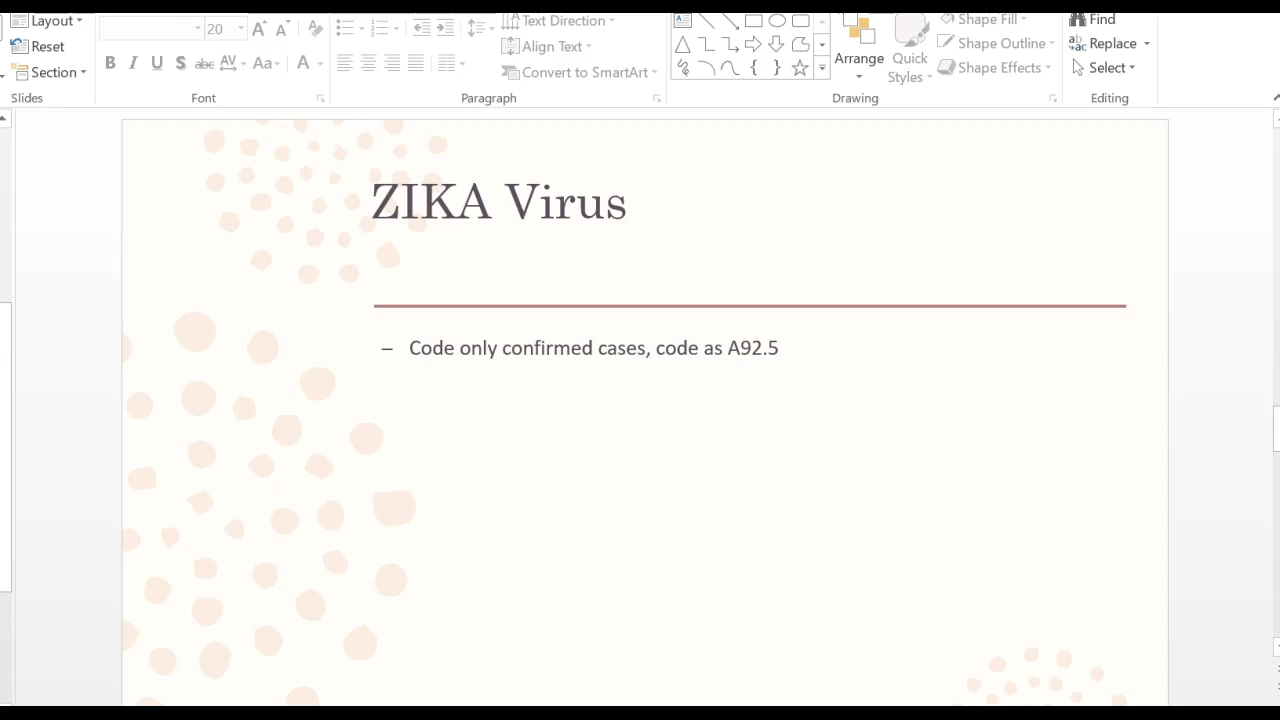 Layout
Reset
Section
Slides
20
B I U S abc AV Aa A
Font
Text Direction
Align Text
Convert to SmartArt
Paragraph
Arrange
Quick
Styles
Shape Fill
Shape Outline
Shape Effects
Drawing
Find
Replace
Select
Editing
ZIKA Virus
– Code only confirmed cases, code as A92.5